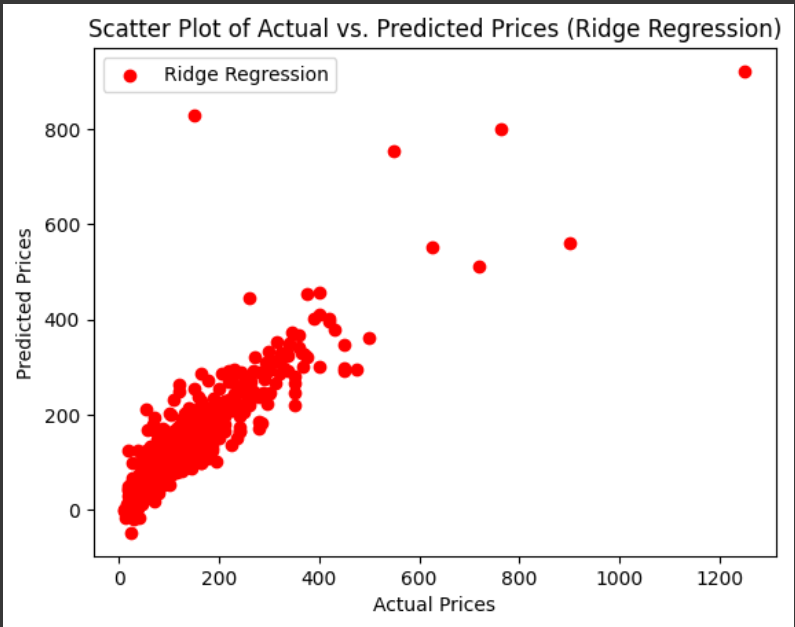 Scatter Plot of Actual vs. Predicted Prices (Ridge Regression)
Ridge Regression
800
600
400
200
0
Predicted Prices
0 200 400 600 800 1000 1200
Actual Prices